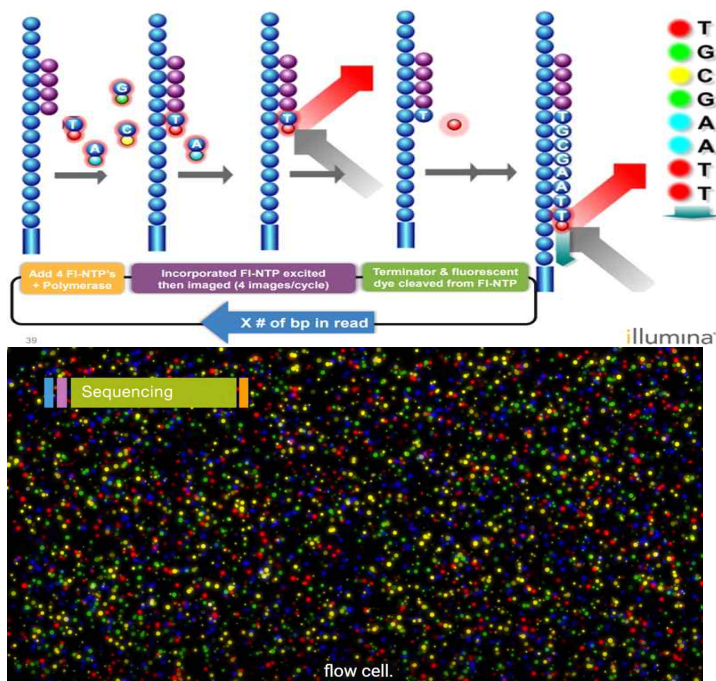 G
T
C
A
T
A
T
T
T
G
C
G
A
A
T
T
T
G
C
G
A
A
T
T
Add 4 Fl-NTP's
+ Polymerase
Incorporated Fl-NTP excited
then imaged (4 images/cycle)
Terminator & fluorescent
dye cleaved from Fl-NTP
X # of bp in read
39
illumina
Sequencing
flow cell.